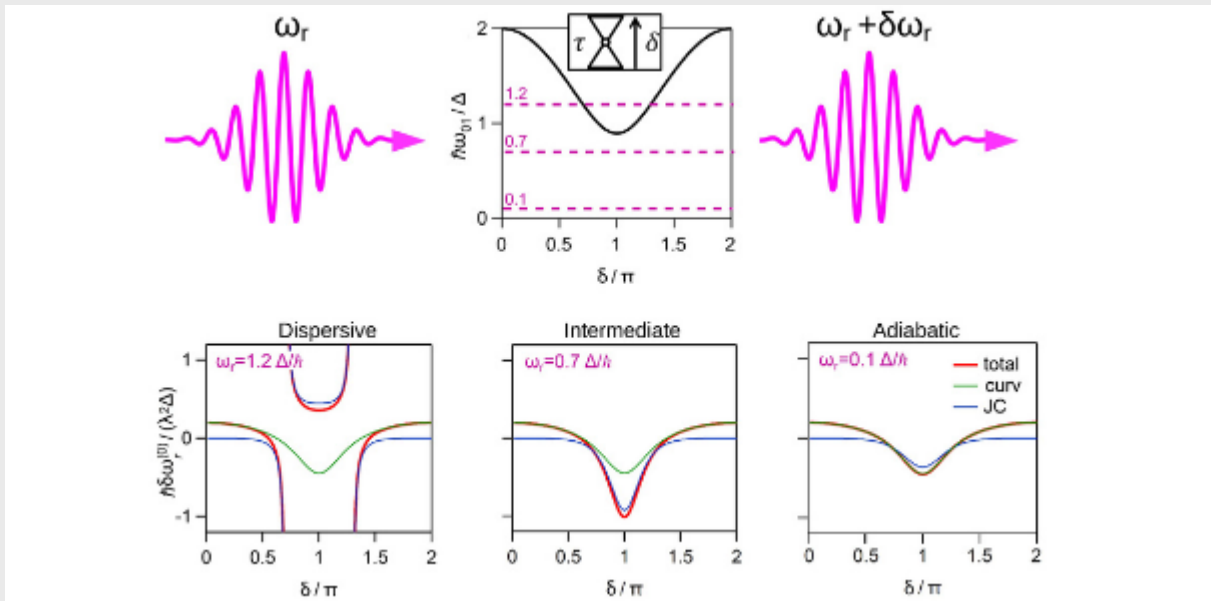 ωr
ωr +δωr
τ
δ
ħω01 / Δ
2
1
0
1.2
0.7
0.1
0 0.5 1 1.5 2
δ / π
Dispersive
Intermediate
Adiabatic
ωr=1.2 Δ/ħ
ωr=0.7 Δ/ħ
ωr=0.1 Δ/ħ
total
curv
JC
ħδωr[0] / (λ²Δ)
1
0
-1
0 0.5 1 1.5 2
0 0.5 1 1.5 2
0 0.5 1 1.5 2
δ / π
δ / π
δ / π